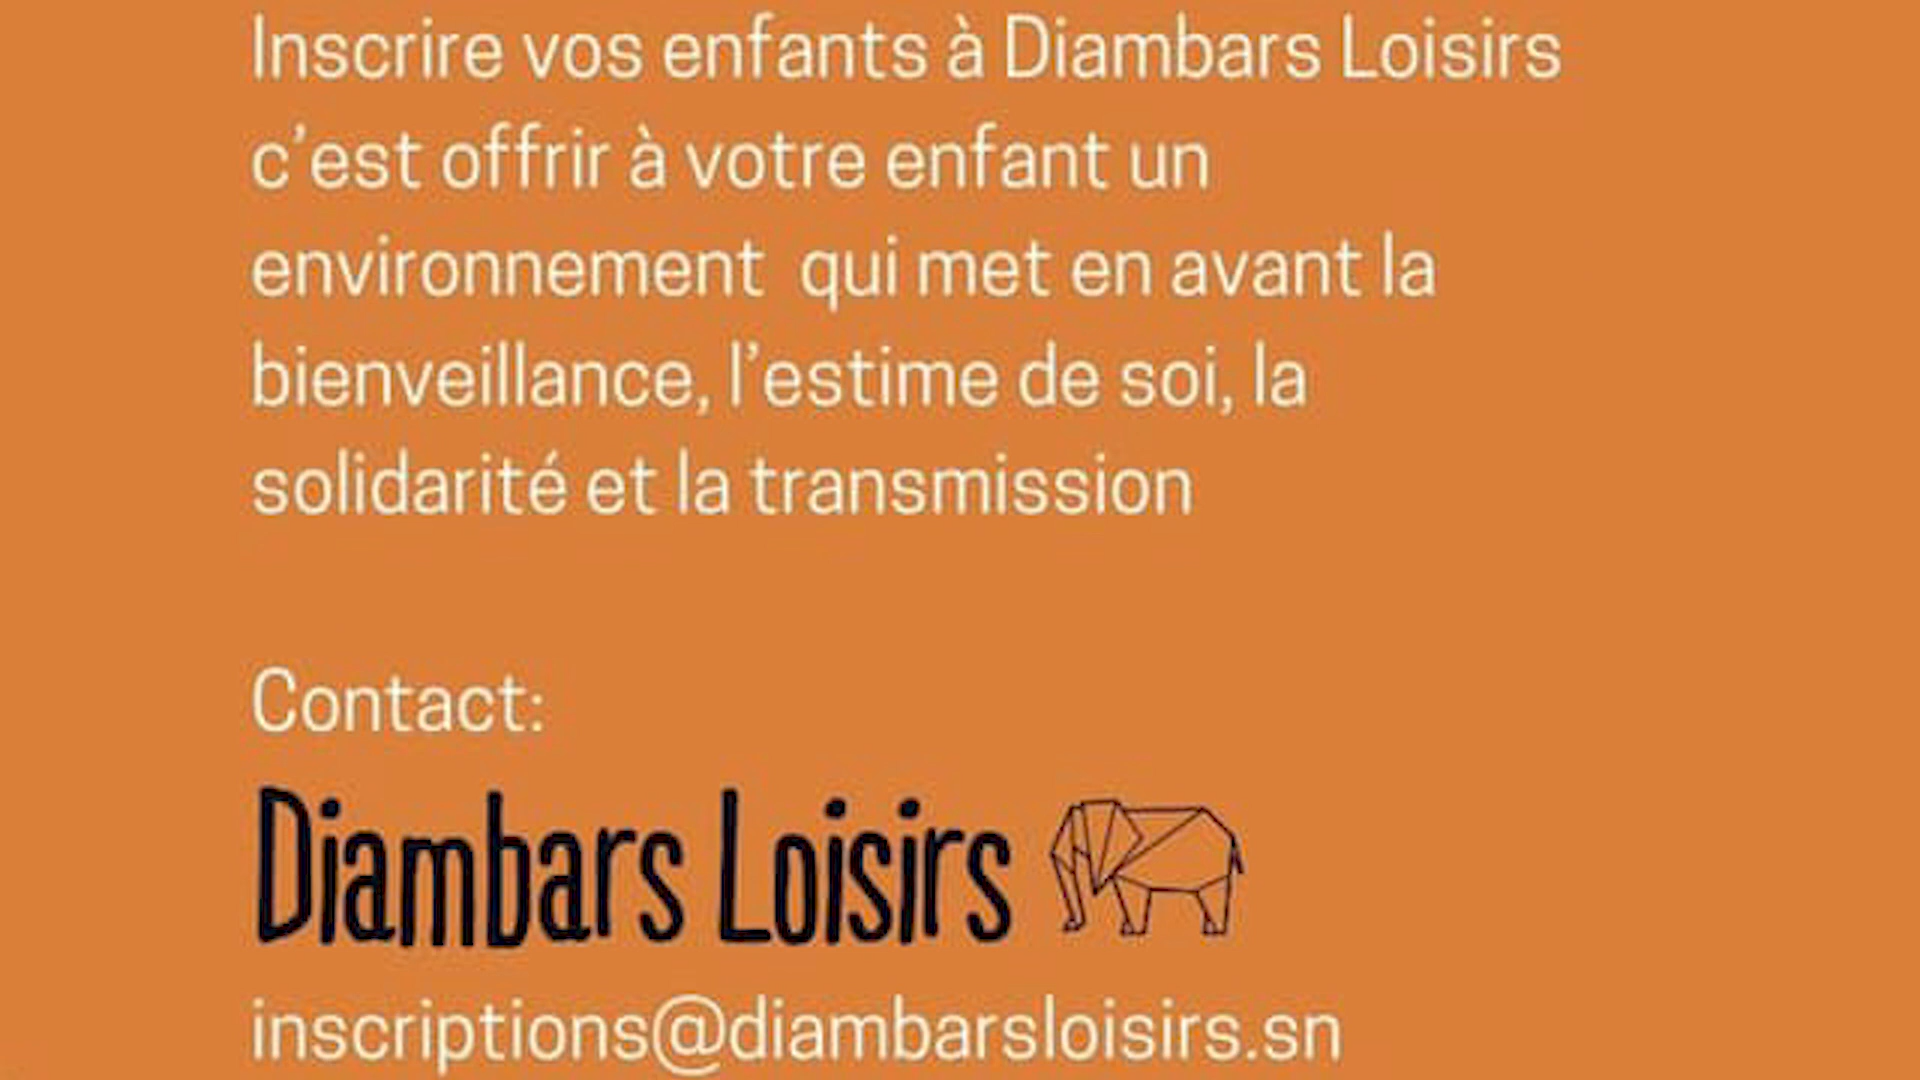 Inscrire vos enfants à Diambars Loisirs
c’est offrir à votre enfant un
environnement  qui met en avant la
bienveillance, l’estime de soi, la
solidarité et la transmission
Contact:
Diambars Loisirs
inscriptions@diambarsloisirs.sn